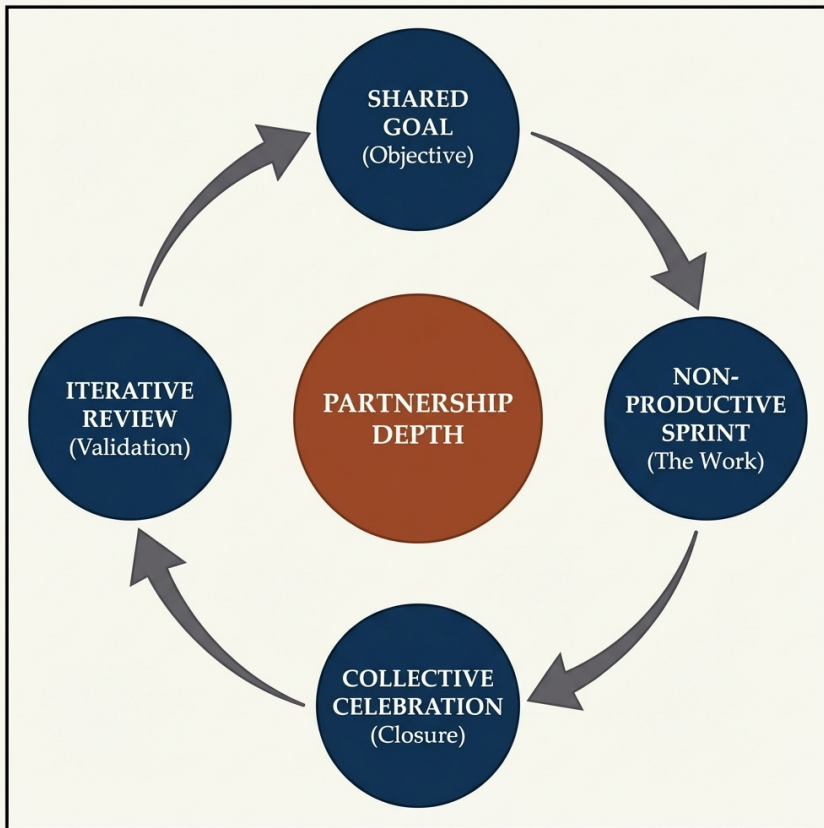 SHARED
GOAL
(Objective)
NON-
PRODUCTIVE
SPRINT
(The Work)
COLLECTIVE
CELEBRATION
(Closure)
ITERATIVE
REVIEW
(Validation)
PARTNERSHIP
DEPTH